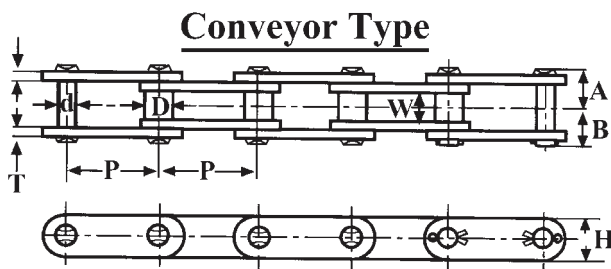 Conveyor Type
A
d D W
B
T P P
H